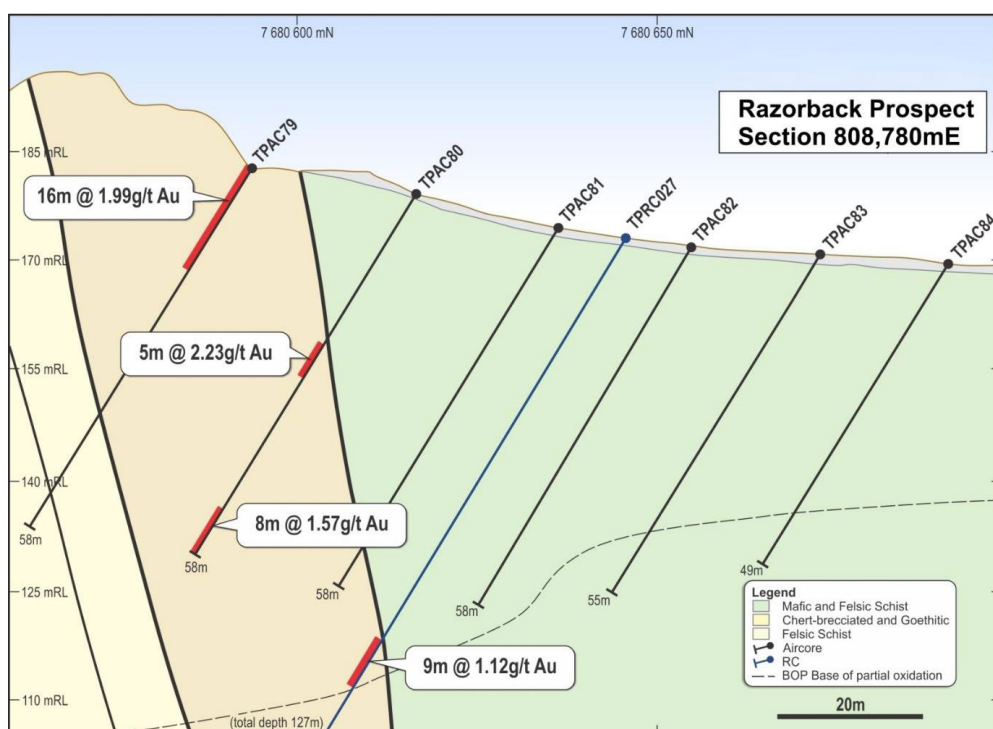 7 680 600 mN
7 680 650 mN
Razorback Prospect
Section 808,780mE
TPAC79
TPAC80
TPAC81
TPRC027
TPAC82
TPAC83
TPAC84
185 mRL
16m @ 1.99g/t Au
170 mRL
5m @ 2.23g/t Au
155 mRL
140 mRL
8m @ 1.57g/t Au
58m
58m
58m
58m
55m
49m
125 mRL
9m @ 1.12g/t Au
110 mRL
(total depth 127m)
Legend
Mafic and Felsic Schist
Chert-brecciated and Goethitic
Felsic Schist
Aircore
RC
BOP Base of partial oxidation
20m